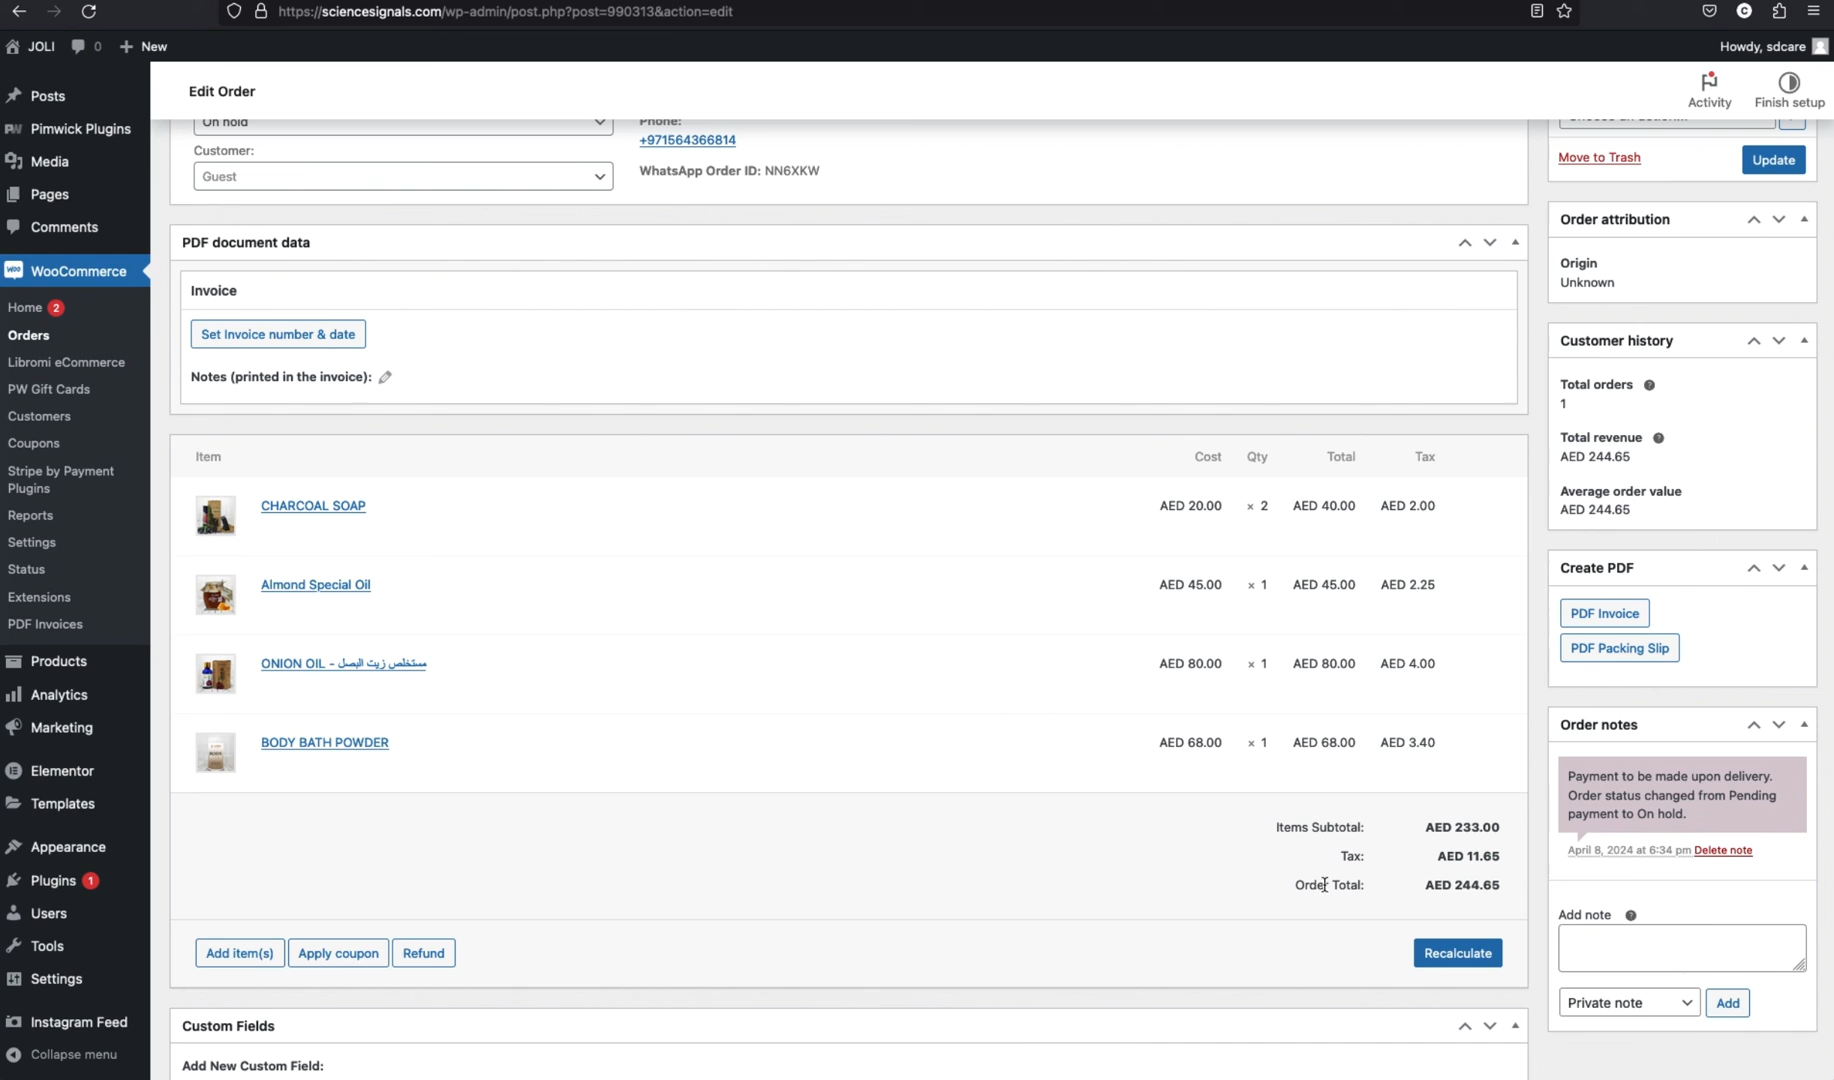 https://sciencesignals.com/wp-admin/post.php?post=990313&action=edit
JOLI 0 New
Howdy, sdcare
Edit Order
Activity
Finish setup
Posts
Pimwick Plugins
Media
Pages
Comments
WooCommerce
Home 2
Orders
Libromi eCommerce
PW Gift Cards
Customers
Coupons
Stripe by Payment
Plugins
Reports
Settings
Status
Extensions
PDF Invoices
Products
Analytics
Marketing
Elementor
Templates
Appearance
Plugins 1
Users
Tools
Settings
Instagram Feed
Collapse menu
On hold
Customer:
Guest
Phone:
+971564366814
WhatsApp Order ID: NN6XKW
PDF document data
Invoice
Set Invoice number & date
Notes (printed in the invoice):
Item Cost Qty Total Tax
CHARCOAL SOAP AED 20.00 × 2 AED 40.00 AED 2.00
Almond Special Oil AED 45.00 × 1 AED 45.00 AED 2.25
ONION OIL - مستخلص زيت البصل AED 80.00 × 1 AED 80.00 AED 4.00
BODY BATH POWDER AED 68.00 × 1 AED 68.00 AED 3.40
Items Subtotal: AED 233.00
Tax: AED 11.65
Order Total: AED 244.65
Add item(s) Apply coupon Refund Recalculate
Custom Fields
Add New Custom Field:
Choose an action...
Move to Trash Update
Order attribution
Origin
Unknown
Customer history
Total orders
1
Total revenue
AED 244.65
Average order value
AED 244.65
Create PDF
PDF Invoice
PDF Packing Slip
Order notes
Payment to be made upon delivery.
Order status changed from Pending
payment to On hold.
April 8, 2024 at 6:34 pm Delete note
Add note
Private note Add